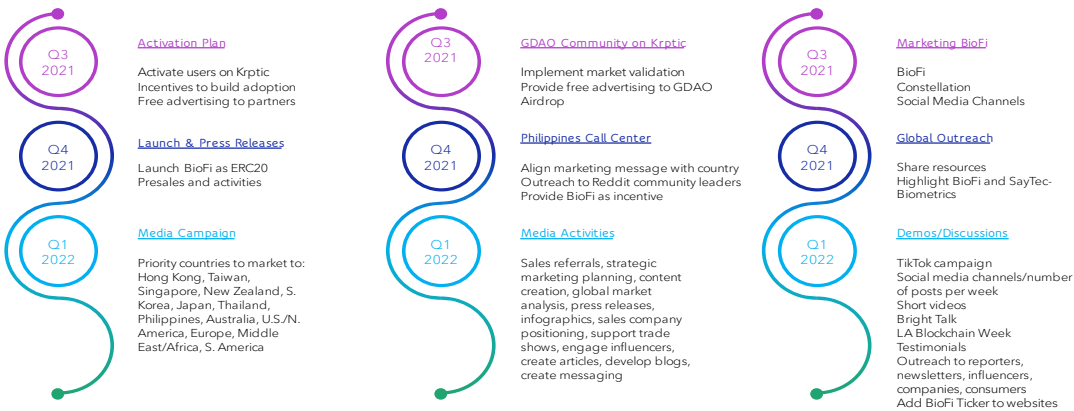 Q3
2021
Activation Plan
Activate users on Krptic
Incentives to build adoption
Free advertising to partners
Q4
2021
Launch & Press Releases
Launch BioFi as ERC20
Presales and activities
Q1
2022
Media Campaign
Priority countries to market to:
Hong Kong, Taiwan,
Singapore, New Zealand, S.
Korea, Japan, Thailand,
Philippines, Australia, U.S./N.
America, Europe, Middle
East/Africa, S. America
Q3
2021
GDAO Community on Krptic
Implement market validation
Provide free advertising to GDAO
Airdrop
Q4
2021
Philippines Call Center
Align marketing message with country
Outreach to Reddit community leaders
Provide BioFi as incentive
Q1
2022
Media Activities
Sales referrals, strategic
marketing planning, content
creation, global market
analysis, press releases,
infographics, sales company
positioning, support trade
shows, engage influencers,
create articles, develop blogs,
create messaging
Q3
2021
Marketing BioFi
BioFi
Constellation
Social Media Channels
Q4
2021
Global Outreach
Share resources
Highlight BioFi and SayTec-
Biometrics
Q1
2022
Demos/Discussions
TikTok campaign
Social media channels/number
of posts per week
Short videos
Bright Talk
LA Blockchain Week
Testimonials
Outreach to reporters,
newsletters, influencers,
companies, consumers
Add BioFi Ticker to websites